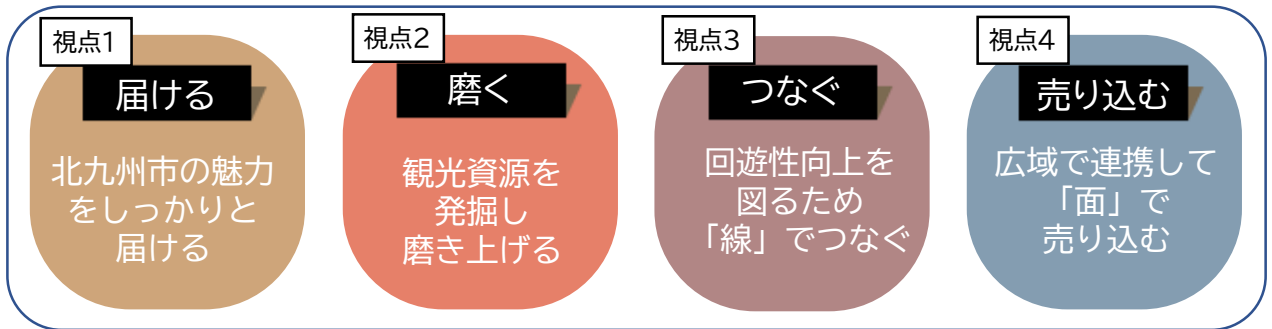 視点1
届ける
北九州市の魅力
をしっかりと
届ける
視点2
磨く
観光資源を
発掘し
磨き上げる
視点3
つなぐ
回遊性向上を
図るため
「線」でつなぐ
視点4
売り込む
広域で連携して
「面」で
売り込む